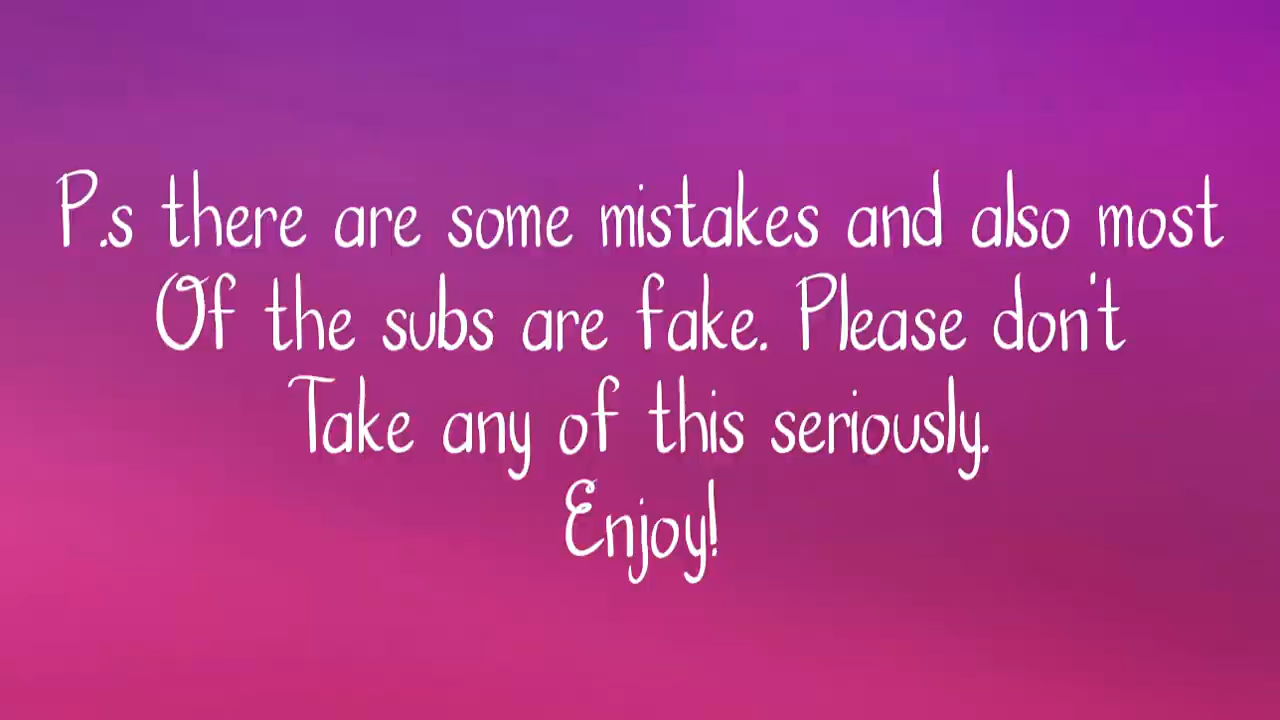 P.s there are some mistakes and also most
Of the subs are fake. Please don't
Take any of this seriously.
Enjoy!